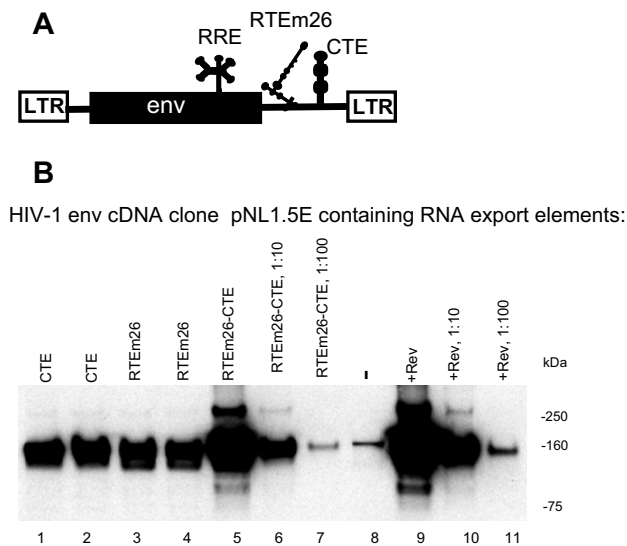 A
RTEm26
RRE
CTE
LTR
env
LTR
B
HIV-1 env cDNA clone pNL1.5E containing RNA export elements:
CTE
CTE
RTEm26
RTEm26
RTEm26-CTE
RTEm26-CTE, 1:10
RTEm26-CTE, 1:100
-
+Rev
+Rev, 1:10
+Rev, 1:100
kDa
-250
-160
-75
1 2 3 4 5 6 7 8 9 10 11